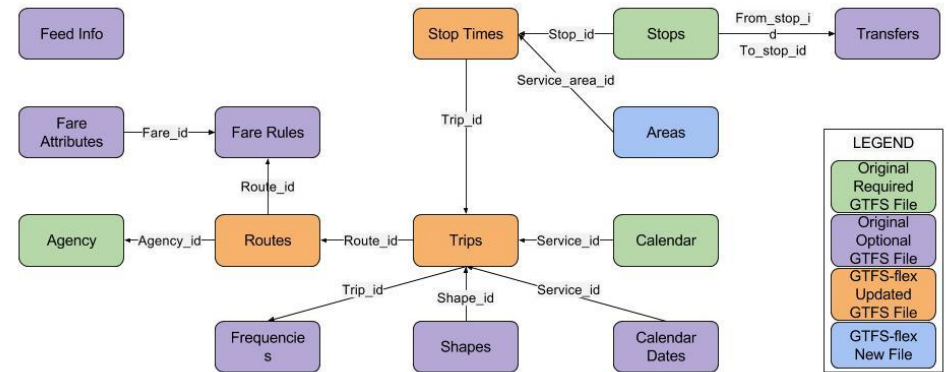 Feed Info
Stop Times
Stop_id
Stops
From_stop_i
d
To_stop_id
Transfers
Service_area_id
Fare
Attributes
Fare_id
Fare Rules
Trip_id
Areas
LEGEND
Original
Required
GTFS File
Original
Optional
GTFS File
GTFS-flex
Updated
GTFS File
GTFS-flex
New File
Route_id
Agency
Agency_id
Routes
Route_id
Trips
Service_id
Calendar
Trip_id
Shape_id
Service_id
Frequencie
s
Shapes
Calendar
Dates